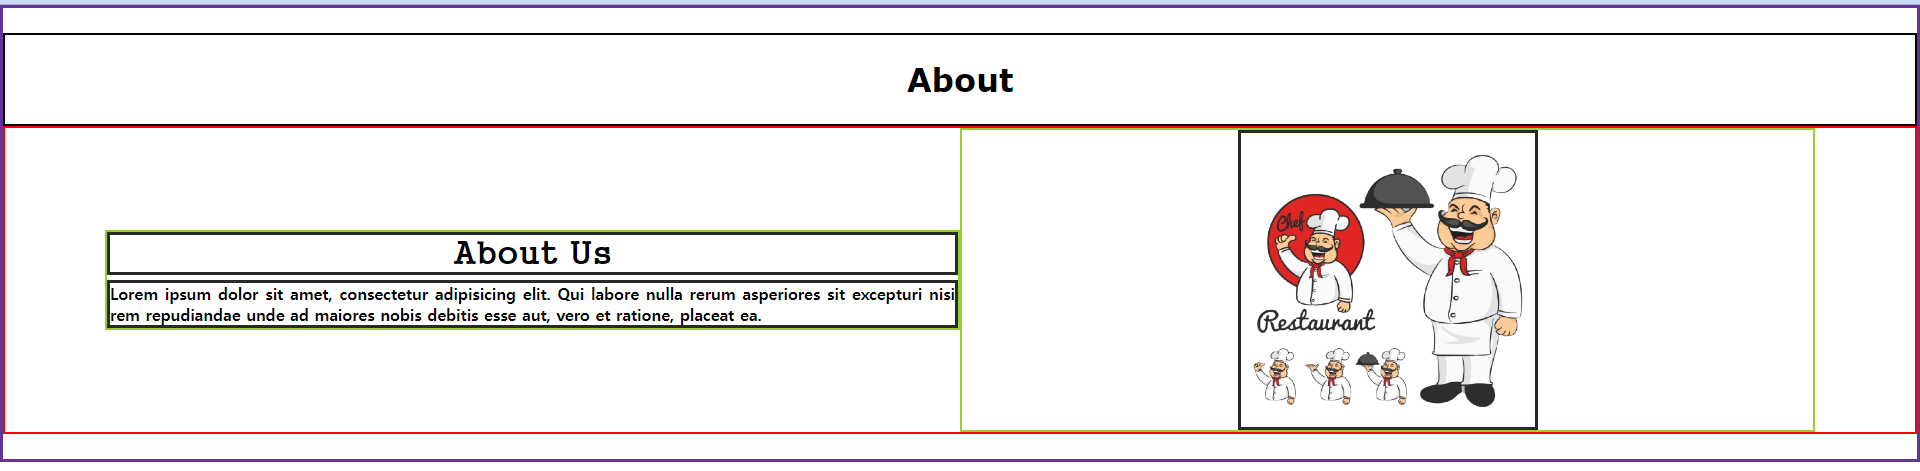 About
About Us
Lorem ipsum dolor sit amet, consectetur adipisicing elit. Qui labore nulla rerum asperiores sit excepturi nisi
rem repudiandae unde ad maiores nobis debitis esse aut, vero et ratione, placeat ea.
Chef
Restaurant